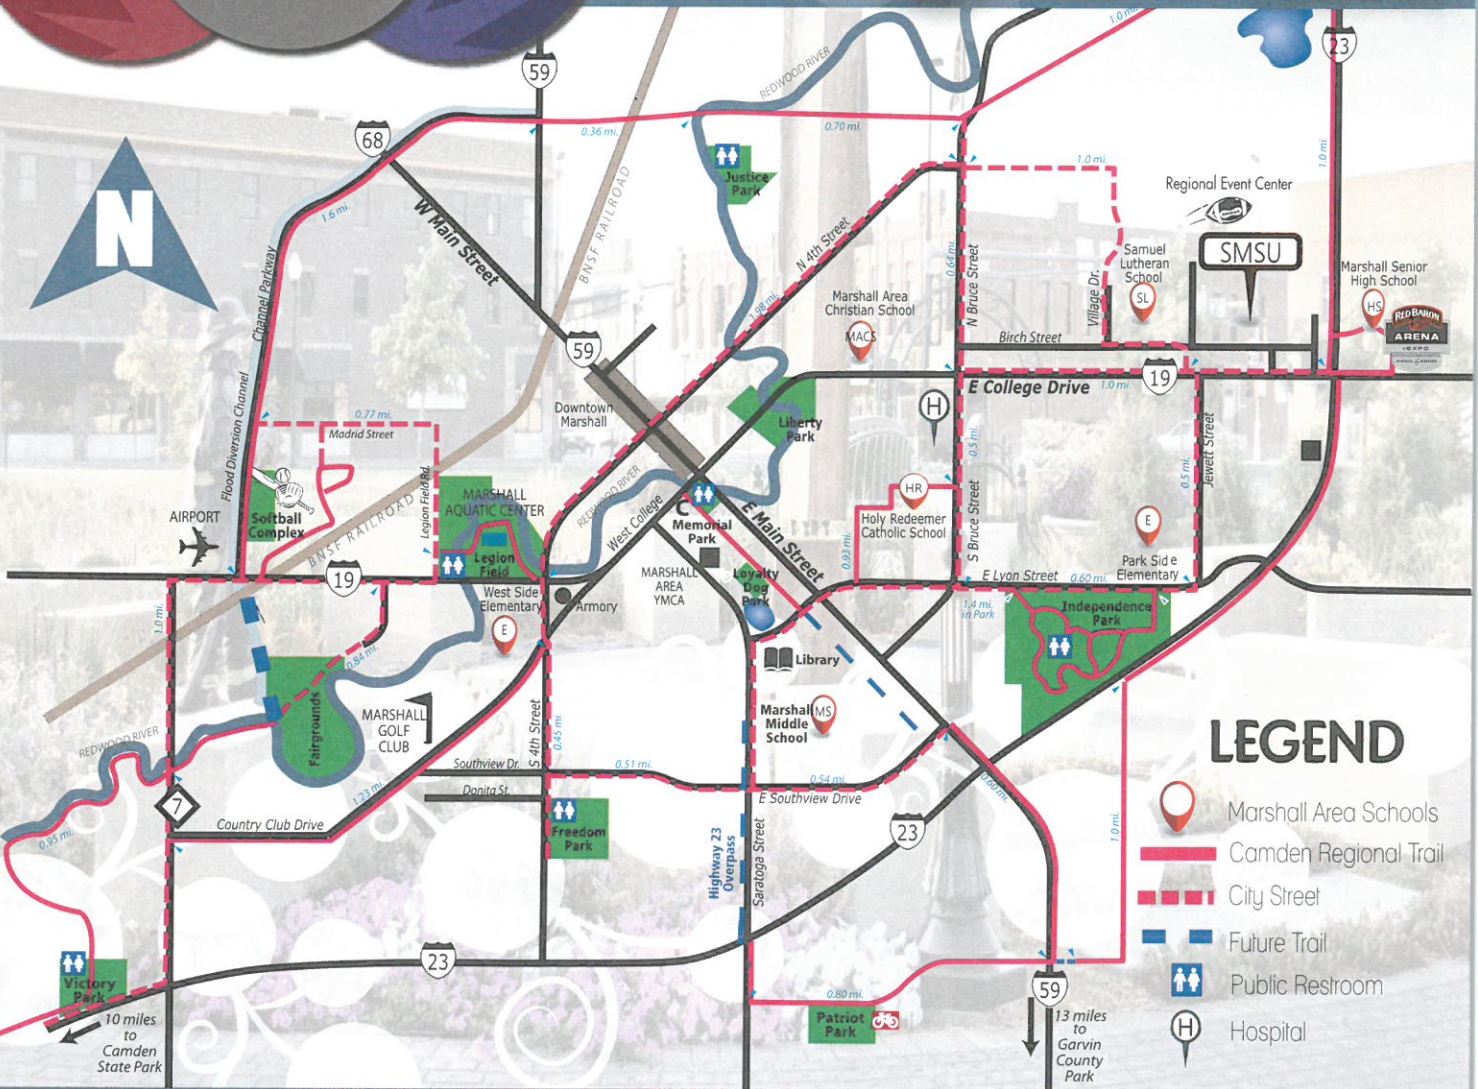 1.0 mi.
23
59
REDWOOD RIVER
68
0.36 mi.
0.70 mi.
1.0 mi.
1.0 mi.
N
Justice
Park
Regional Event Center
1.6 mi.
W Main Street
BNSF RAILROAD
N 4th Street
SMSU
Samuel
Lutheran
School
SL
Marshall Senior
High School
HS
0.64 mi.
N Bruce Street
Village Dr.
Channel Parkway
1.98 mi.
Marshall Area
Christian School
MACS
RED BARON
ARENA
EXPO
Birch Street
59
E College Drive
1.0 mi.
19
Downtown
Marshall
H
0.77 mi.
Madrid Street
Liberty
Park
Flood Diversion Channel
0.5 mi.
Jewett Street
0.5 mi.
Legion Field Rd.
REDWOOD RIVER
MARSHALL
AQUATIC CENTER
West College
C
Memorial
Park
E Main Street
HR
Holy Redeemer
Catholic School
S Bruce Street
E
AIRPORT
Softball
Complex
BNSF RAILROAD
Legion
Field
0.93 mi.
Park Side
Elementary
19
West Side
Elementary
E
Armory
MARSHALL
AREA
YMCA
Loyalty
Dog
Park
E Lyon Street
0.60 mi.
1.0 mi.
1.4 mi.
in Park
Independence
Park
0.84 mi.
Library
Fairgrounds
MARSHALL
GOLF
CLUB
Marshall
Middle
School
MS
REDWOOD RIVER
S 4th Street
0.45 mi.
LEGEND
Southview Dr.
0.51 mi.
0.54 mi.
0.60 mi.
Donita St.
E Southview Drive
1.23 mi.
7
Country Club Drive
Freedom
Park
23
1.0 mi.
Marshall Area Schools
0.95 mi.
Highway 23
Overpass
Saratoga Street
Camden Regional Trail
City Street
Future Trail
23
Victory
Park
59
Public Restroom
0.80 mi.
Patriot
Park
H
Hospital
10 miles
to
Camden
State Park
13 miles
to
Garvin
County
Park